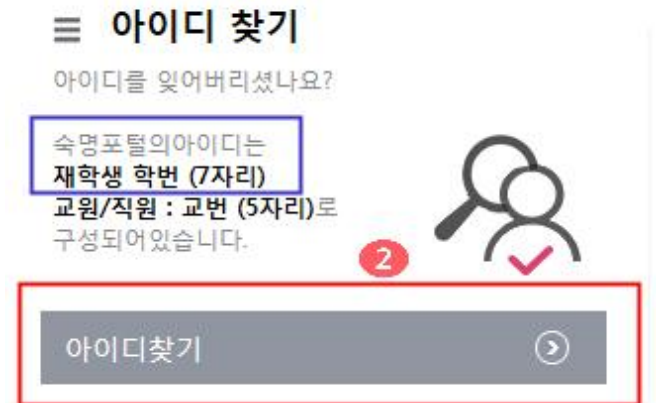 아이디 찾기
아이디를 잊어버리셨나요?
숙명포털의아이디는
재학생 학번 (7자리)
교원/직원 : 교번 (5자리)로
구성되어있습니다.
2
아이디찾기